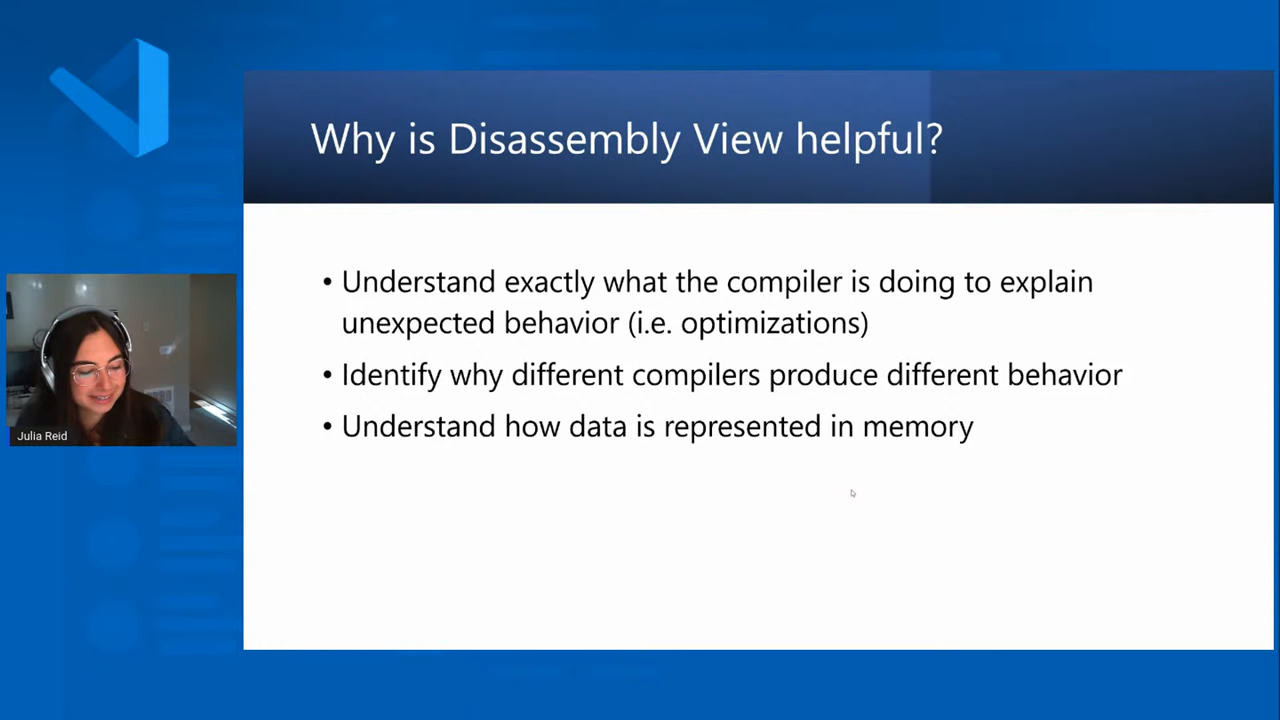 Why is Disassembly View helpful?
• Understand exactly what the compiler is doing to explain
unexpected behavior (i.e. optimizations)
• Identify why different compilers produce different behavior
• Understand how data is represented in memory
Julia Reid